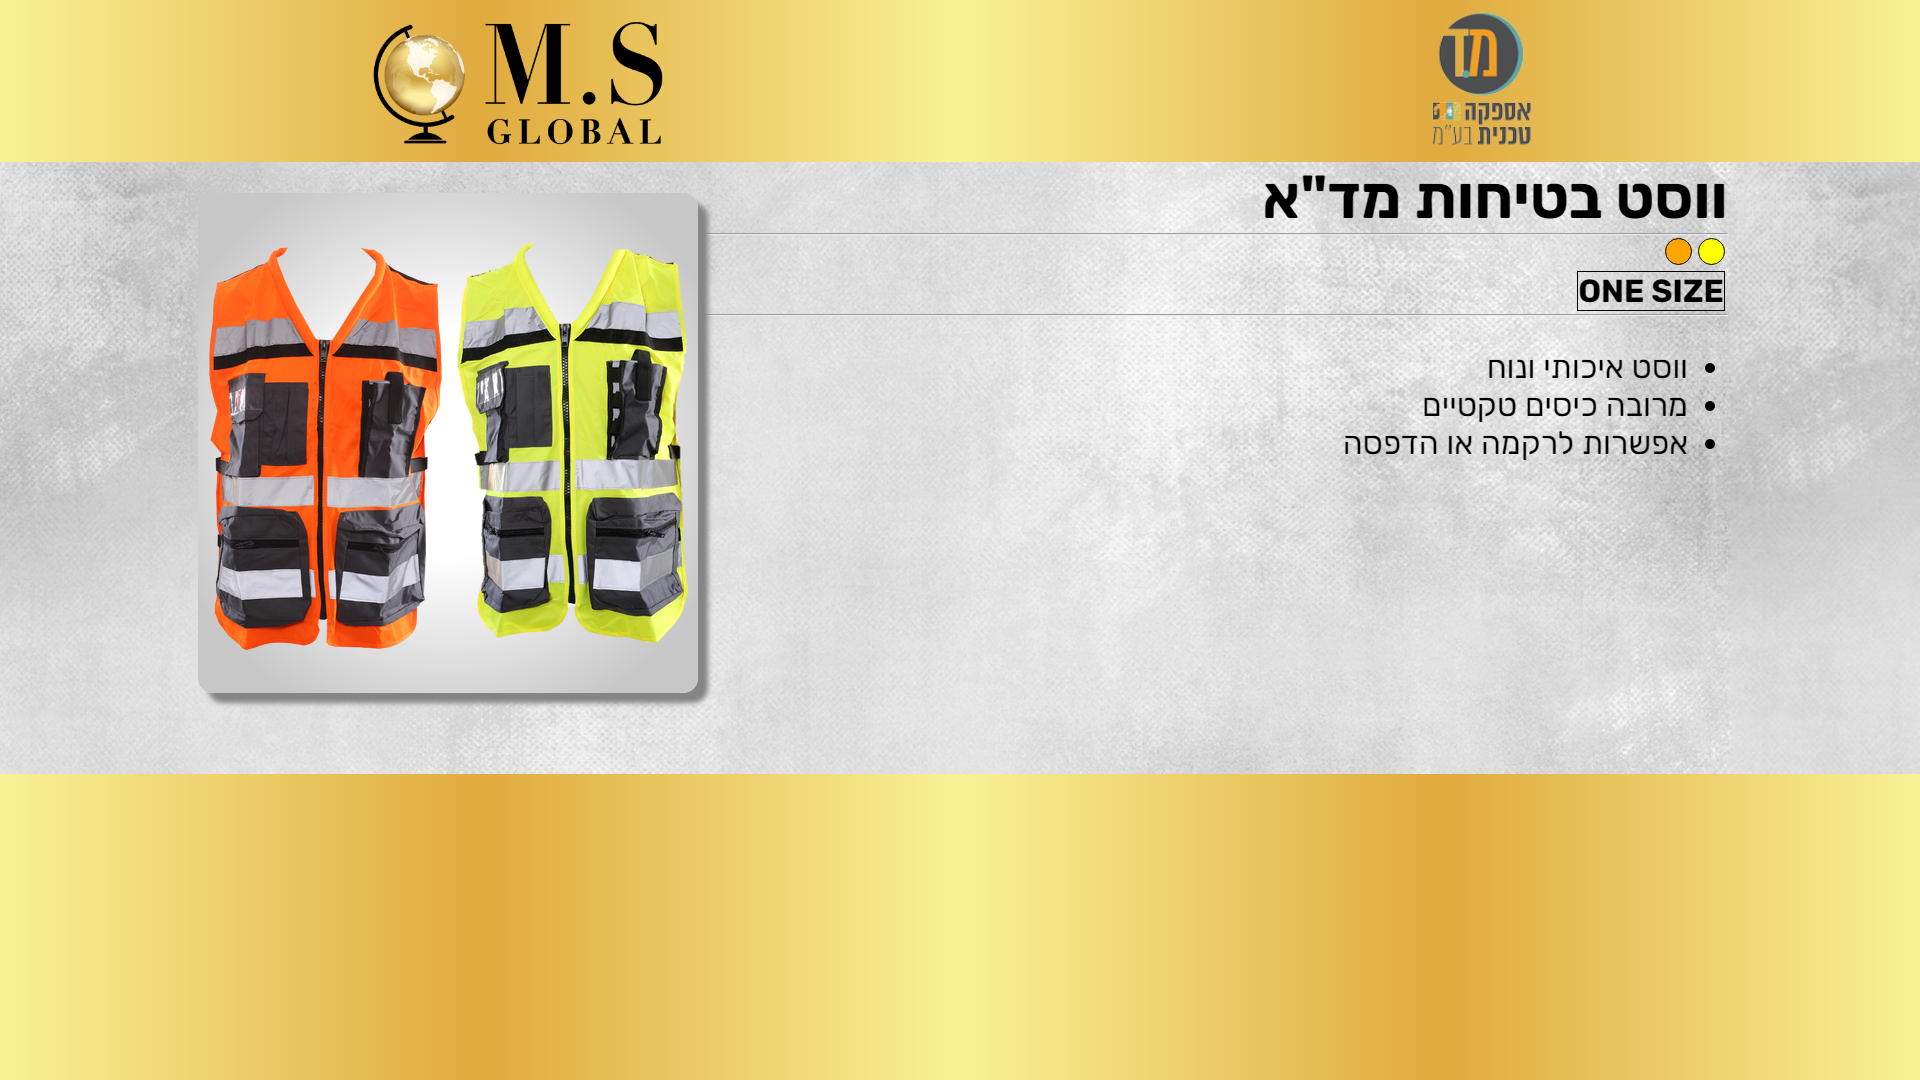 M.S
GLOBAL
מ.ד
אספקה
טכנית בע"מ
ווסט בטיחות מד"א
ONE SIZE
ווסט איכותי ונוח
מרובה כיסים טקטיים
אפשרות לרקמה או הדפסה